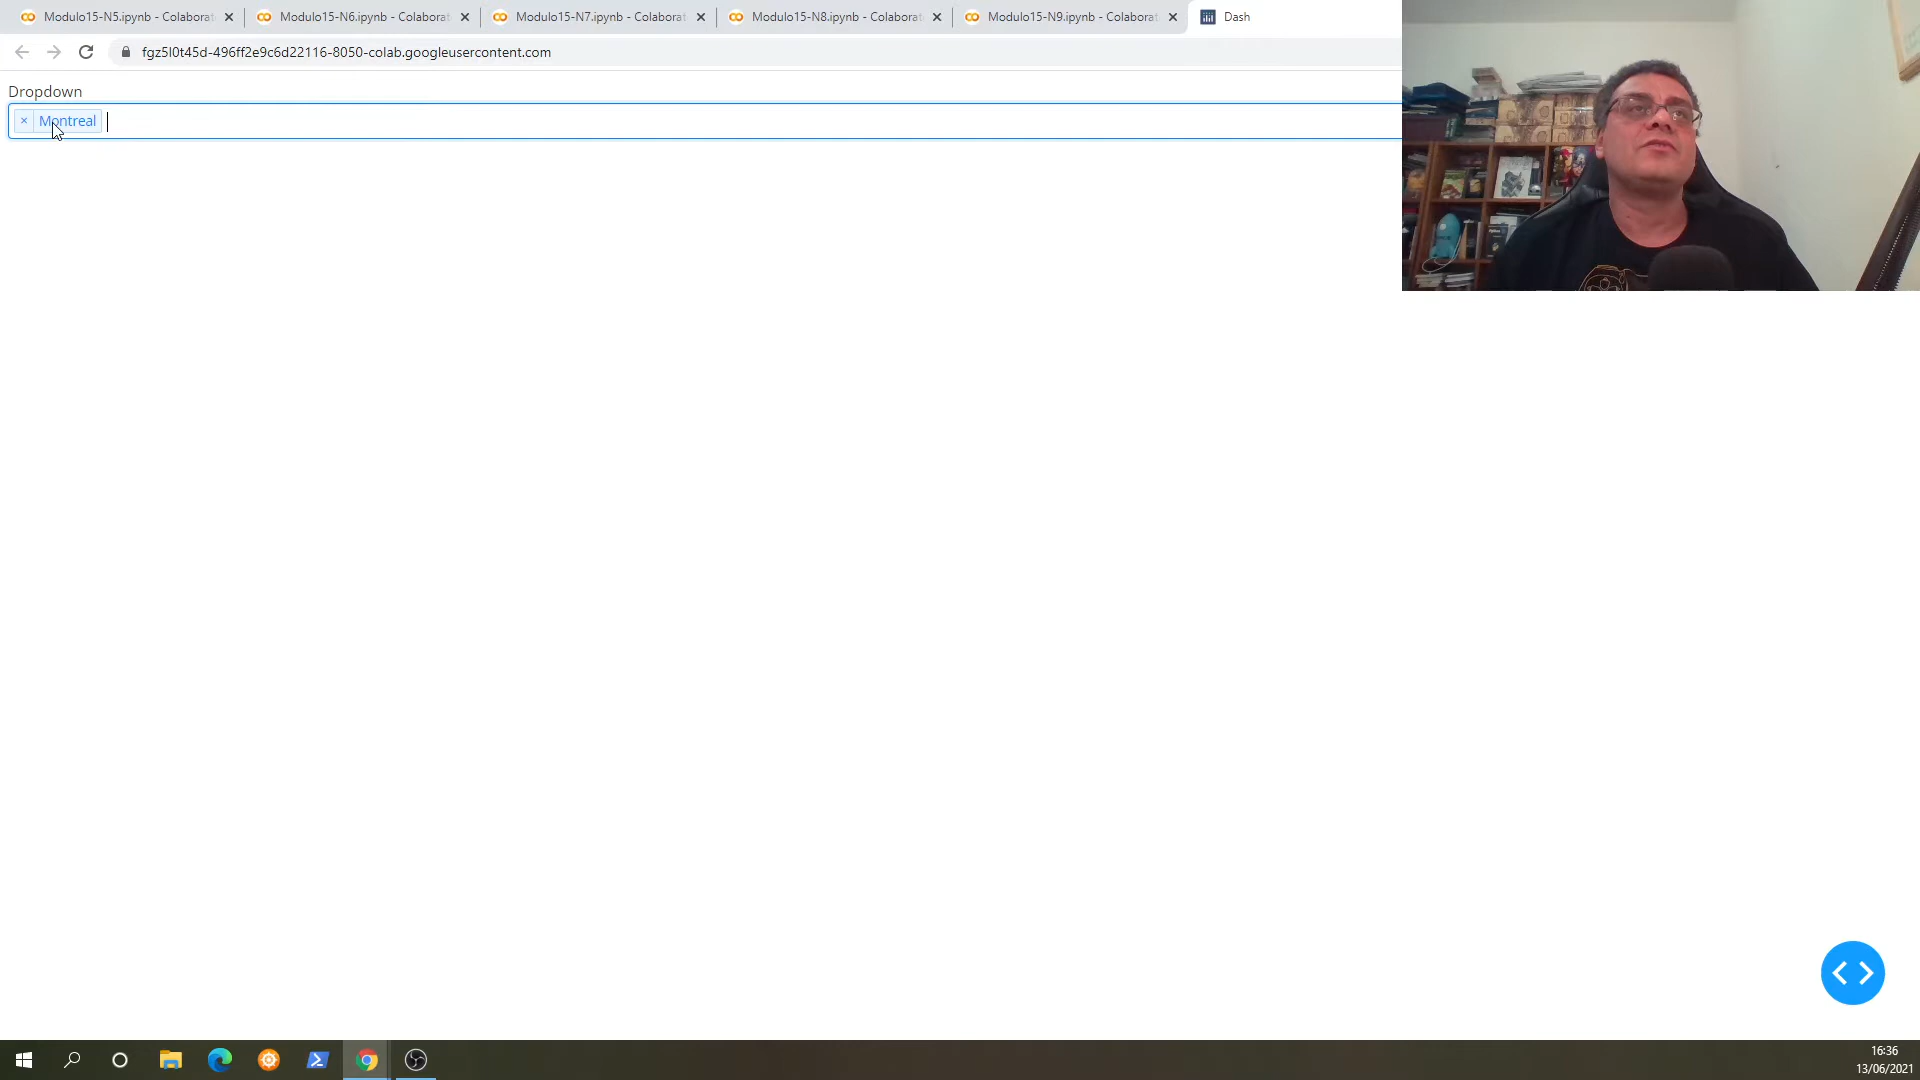 Modulo15-N5.ipynb - Colaborat
Modulo15-N6.ipynb - Colaborat
Modulo15-N7.ipynb - Colaborat
Modulo15-N8.ipynb - Colaborat
Modulo15-N9.ipynb - Colaborat
Dash
fgz5l0t45d-496ff2e9c6d22116-8050-colab.googleusercontent.com
Dropdown
× Montreal
16:36
13/06/2021